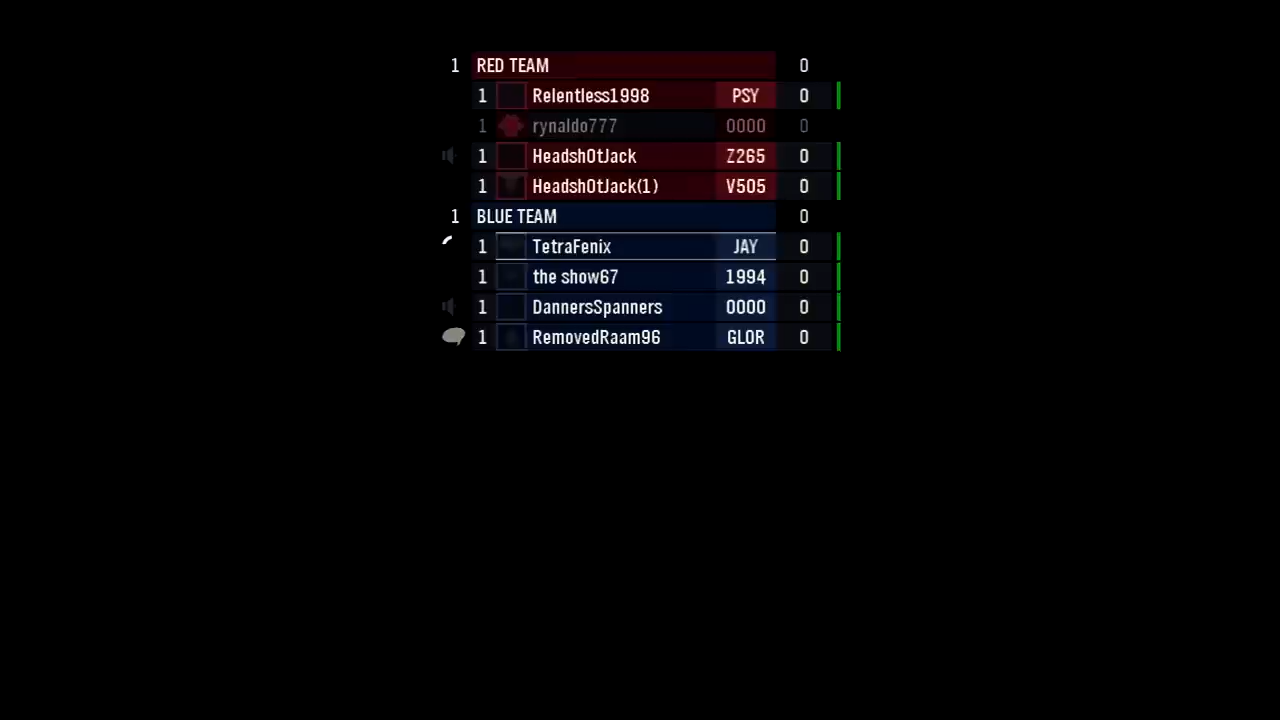 1 RED TEAM 0
1 Relentless1998 PSY 0
1 rynaldo777 0000 0
1 Headsh0tJack Z265 0
1 Headsh0tJack(1) V505 0
1 BLUE TEAM 0
1 TetraFenix JAY 0
1 the show67 1994 0
1 DannersSpanners 0000 0
1 RemovedRaam96 GLOR 0